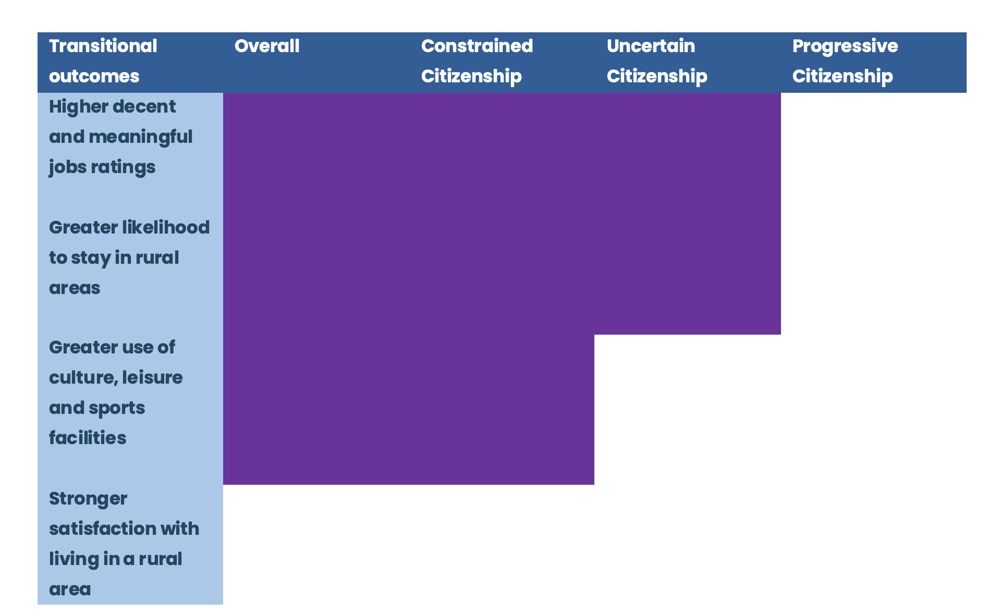 Transitional
outcomes
Overall
Constrained
Citizenship
Uncertain
Citizenship
Progressive
Citizenship
Higher decent
and meaningful
jobs ratings
Greater likelihood
to stay in rural
areas
Greater use of
culture, leisure
and sports
facilities
Stronger
satisfaction with
living in a rural
area